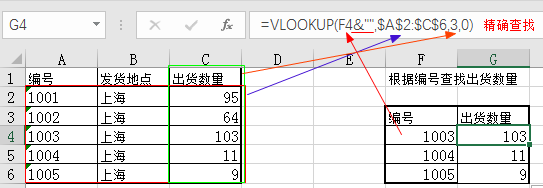 G4 =VLOOKUP(F4&"",$A$2:$C$6,3,0) 精确查找
A B C D E F G
1 编号 发货地点 出货数量 根据编号查找出货数量
2 1001 上海 95
3 1002 上海 64 编号 出货数量
4 1003 上海 103 1003 103
5 1004 上海 11 1004 11
6 1005 上海 9 1005 9